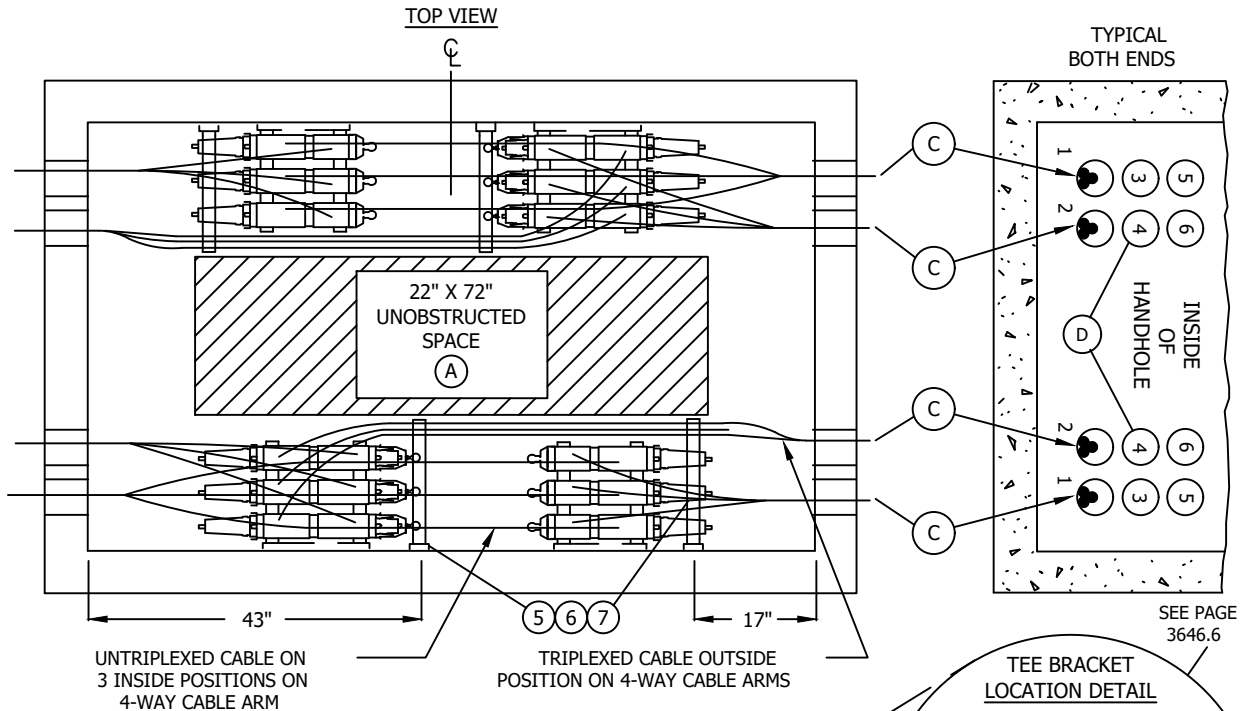 TOP VIEW
CL
TYPICAL
BOTH ENDS
C
C
C
C
1
3
5
2
4
6
INSIDE
OF
HANDHOLE
D
2
4
6
1
3
5
22" X 72"
UNOBSTRUCTED
SPACE
A
43"
5 6 7
17"
UNTRIPLEXED CABLE ON
3 INSIDE POSITIONS ON
4-WAY CABLE ARM
TRIPLEXED CABLE OUTSIDE
POSITION ON 4-WAY CABLE ARMS
SEE PAGE
3646.6
TEE BRACKET
LOCATION DETAIL